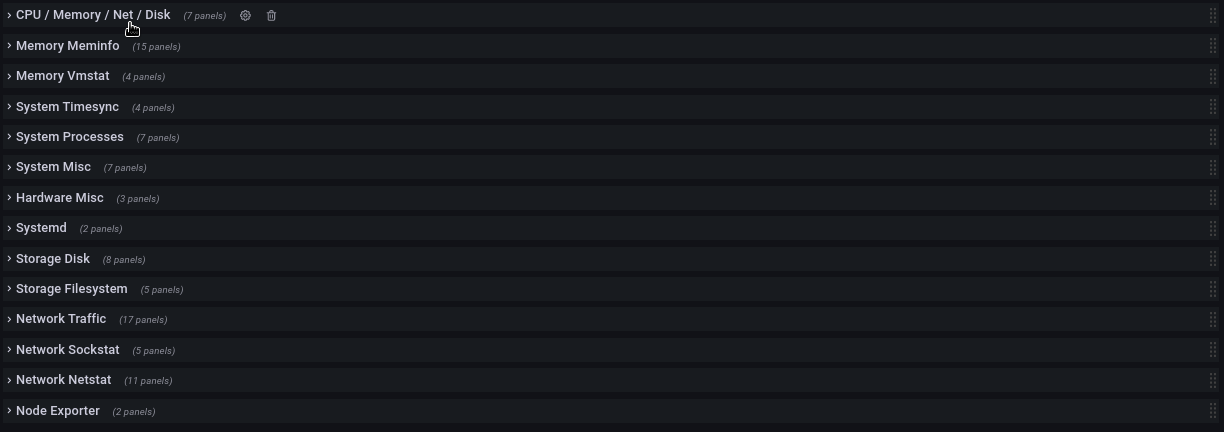 CPU / Memory / Net / Disk (7 panels)
Memory Meminfo (15 panels)
Memory Vmstat (4 panels)
System Timesync (4 panels)
System Processes (7 panels)
System Misc (7 panels)
Hardware Misc (3 panels)
Systemd (2 panels)
Storage Disk (8 panels)
Storage Filesystem (5 panels)
Network Traffic (17 panels)
Network Sockstat (5 panels)
Network Netstat (11 panels)
Node Exporter (2 panels)